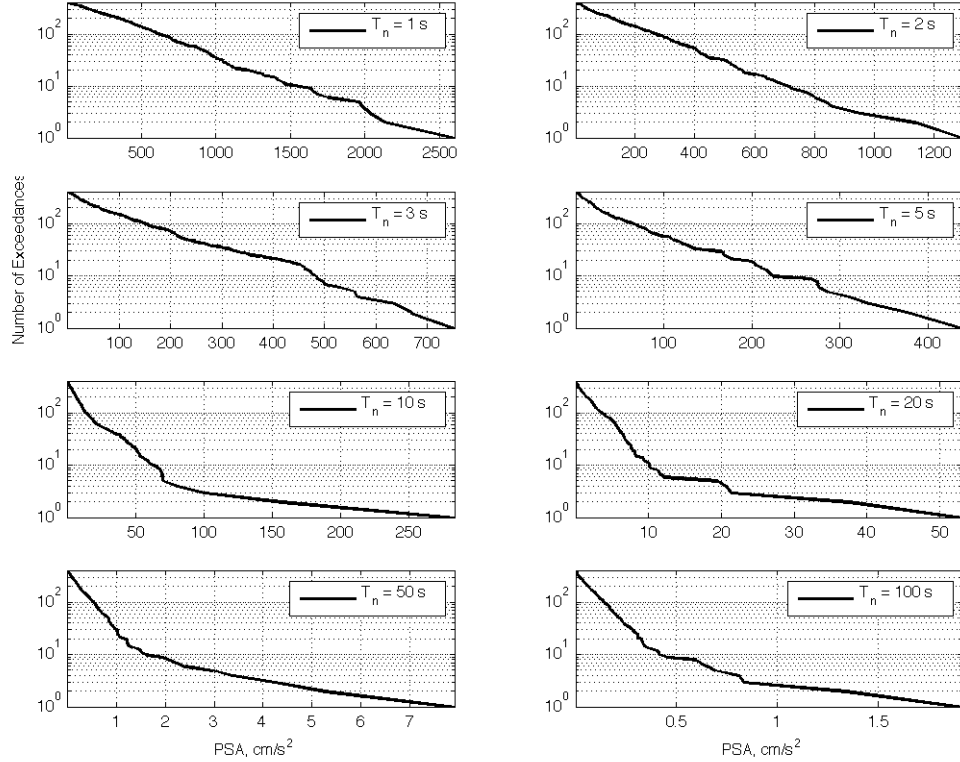 T_n = 1 s
10^2
10^1
10^0
500 1000 1500 2000 2500
T_n = 2 s
10^2
10^1
10^0
200 400 600 800 1000 1200
Number of Exceedances
T_n = 3 s
10^2
10^1
10^0
100 200 300 400 500 600 700
T_n = 5 s
10^2
10^1
10^0
100 200 300 400
T_n = 10 s
10^2
10^1
10^0
50 100 150 200 250
T_n = 20 s
10^2
10^1
10^0
10 20 30 40 50
T_n = 50 s
10^2
10^1
10^0
1 2 3 4 5 6 7
PSA, cm/s^2
T_n = 100 s
10^2
10^1
10^0
0.5 1 1.5
PSA, cm/s^2